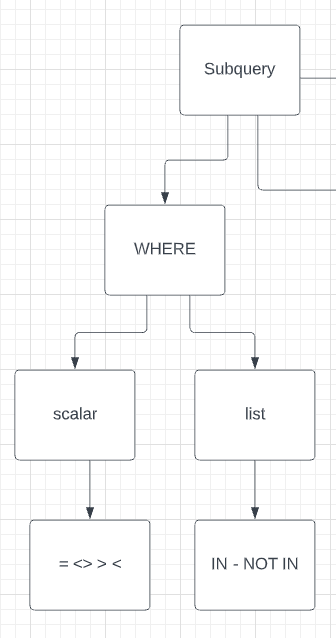 Subquery
WHERE
scalar
list
= <> > <
IN - NOT IN